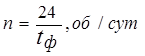 n = 24/tф, об / сут